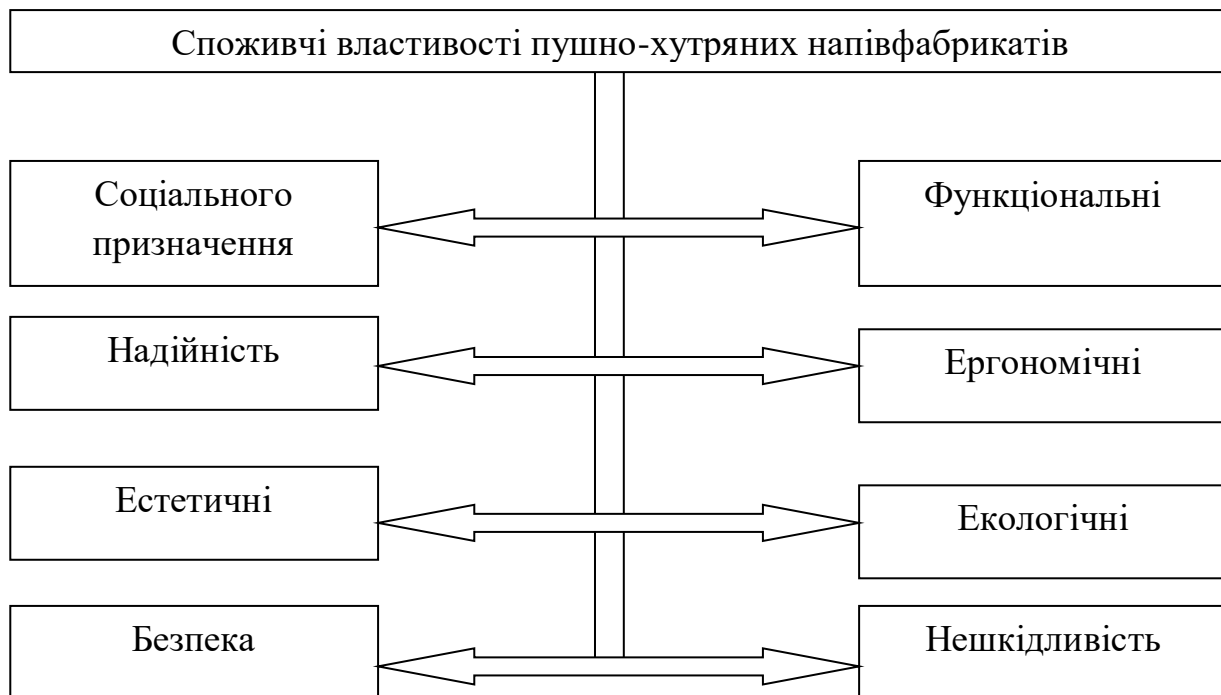 Споживчі властивості пушно-хутряних напівфабрикатів
Соціального
призначення
Функціональні
Надійність
Ергономічні
Естетичні
Екологічні
Безпека
Нешкідливість